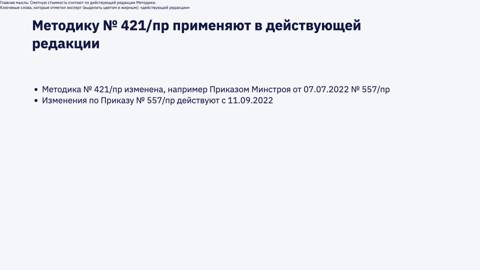 Главная мысль: Сметную стоимость считают по действующей редакции Методики.
Ключевые слова, которые отметил эксперт (выделить цветом и жирным): «действующей редакции»
Методику № 421/пр применяют в действующей
редакции
• Методика № 421/пр изменена, например Приказом Минстроя от 07.07.2022 № 557/пр
• Изменения по Приказу № 557/пр действуют с 11.09.2022